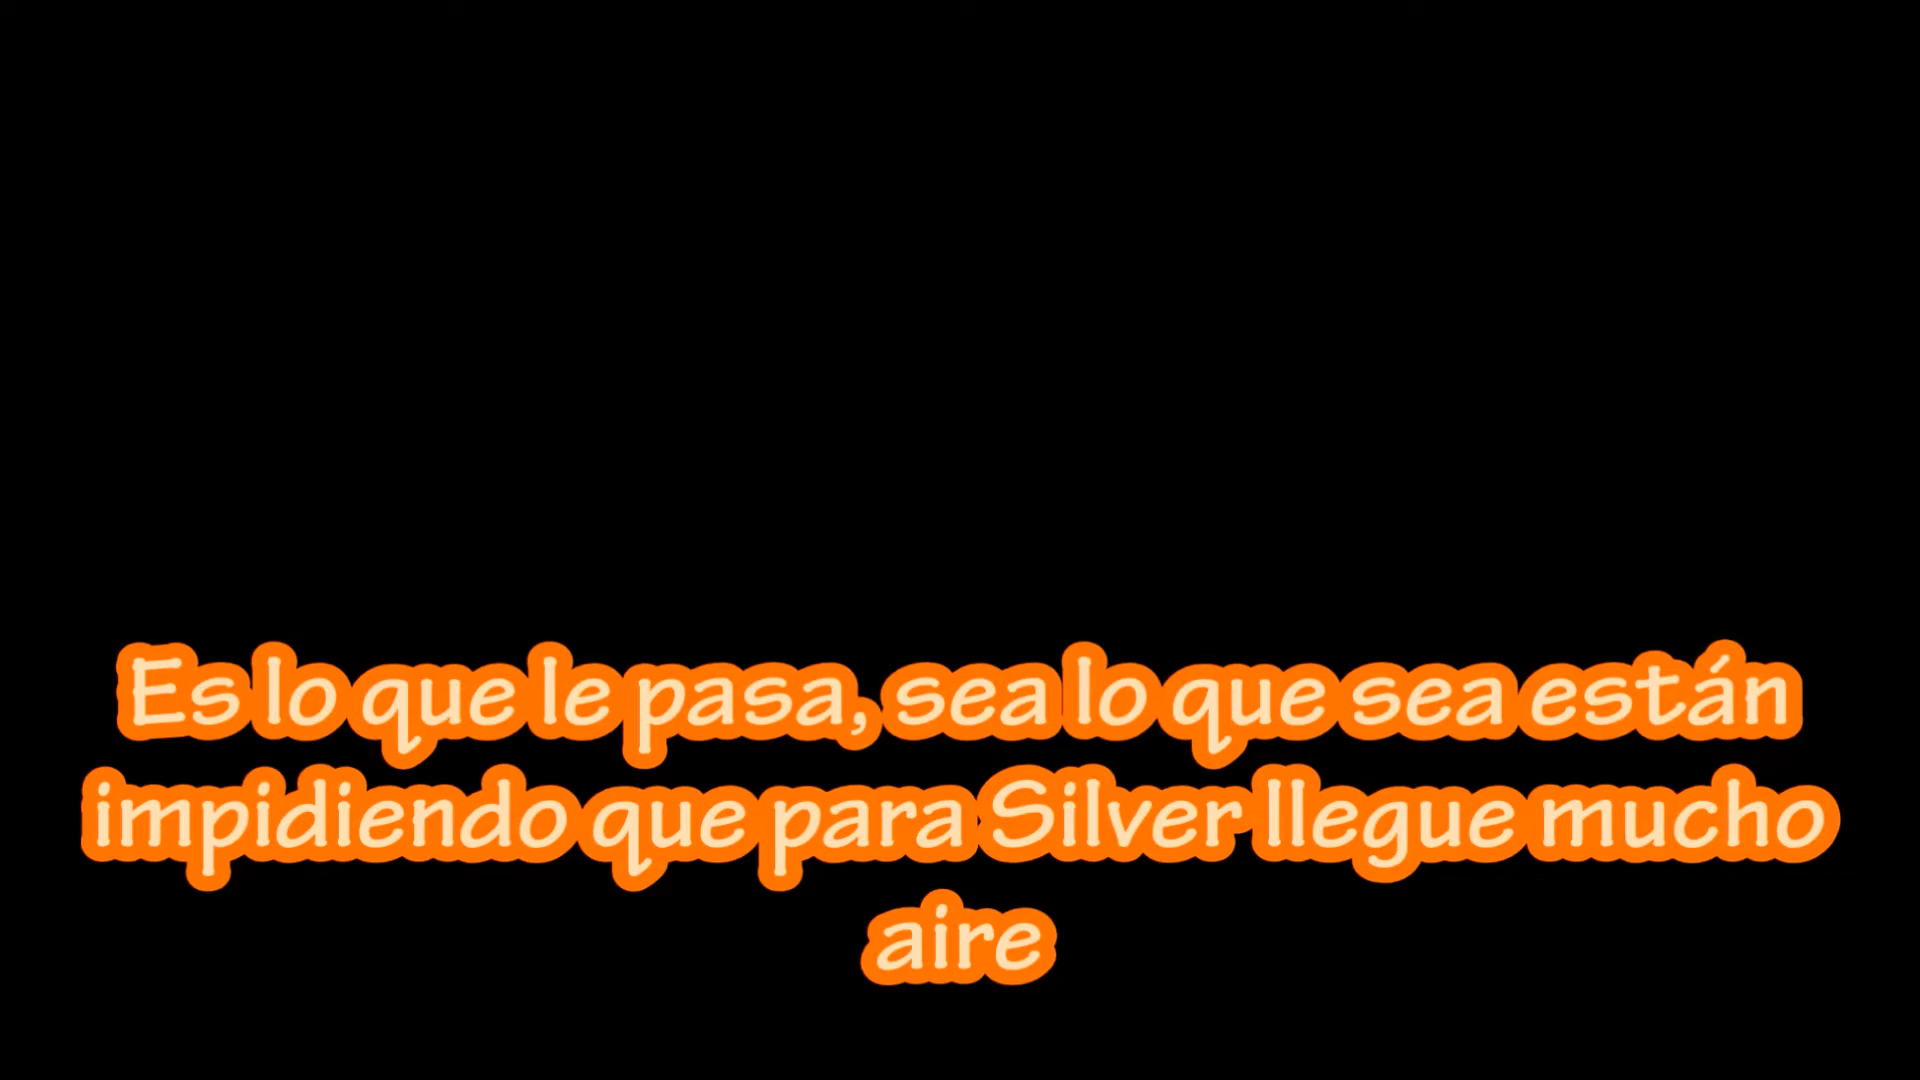 Es lo que le pasa, sea lo que sea están
impidiendo que para Silver llegue mucho
aire